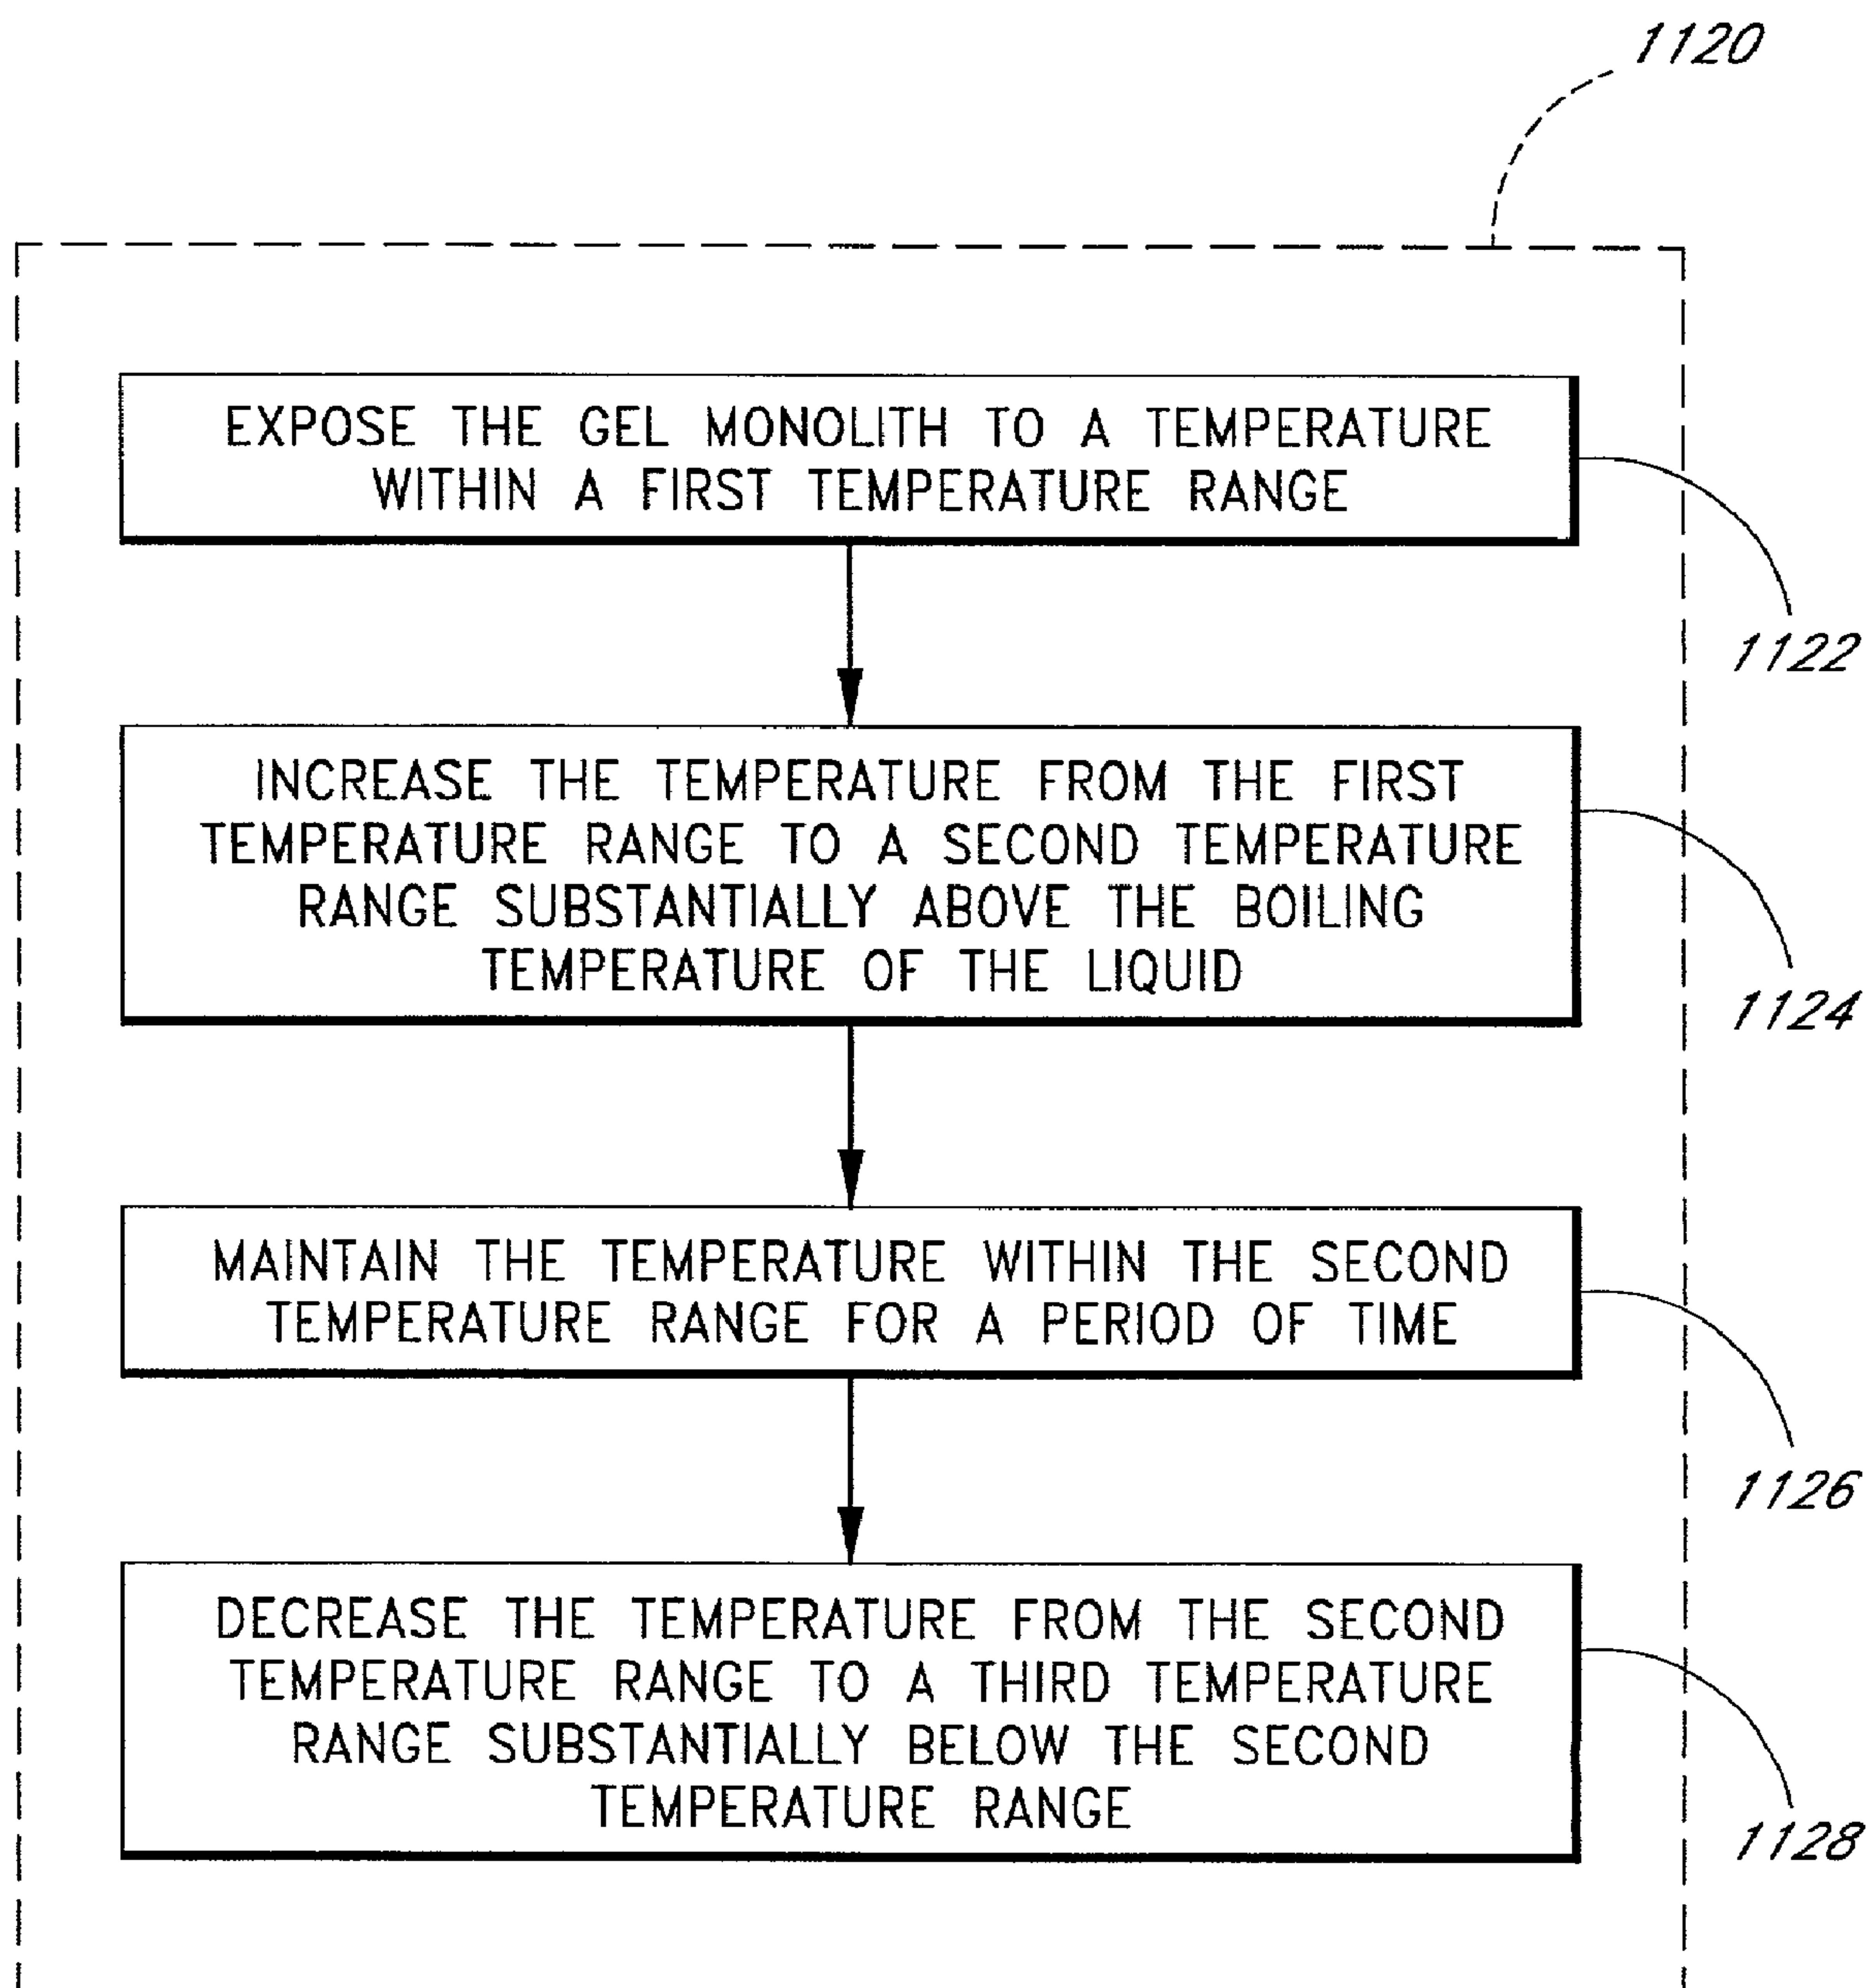 1120
EXPOSE THE GEL MONOLITH TO A TEMPERATURE
WITHIN A FIRST TEMPERATURE RANGE
1122
INCREASE THE TEMPERATURE FROM THE FIRST
TEMPERATURE RANGE TO A SECOND TEMPERATURE
RANGE SUBSTANTIALLY ABOVE THE BOILING
TEMPERATURE OF THE LIQUID
1124
MAINTAIN THE TEMPERATURE WITHIN THE SECOND
TEMPERATURE RANGE FOR A PERIOD OF TIME
1126
DECREASE THE TEMPERATURE FROM THE SECOND
TEMPERATURE RANGE TO A THIRD TEMPERATURE
RANGE SUBSTANTIALLY BELOW THE SECOND
TEMPERATURE RANGE
1128